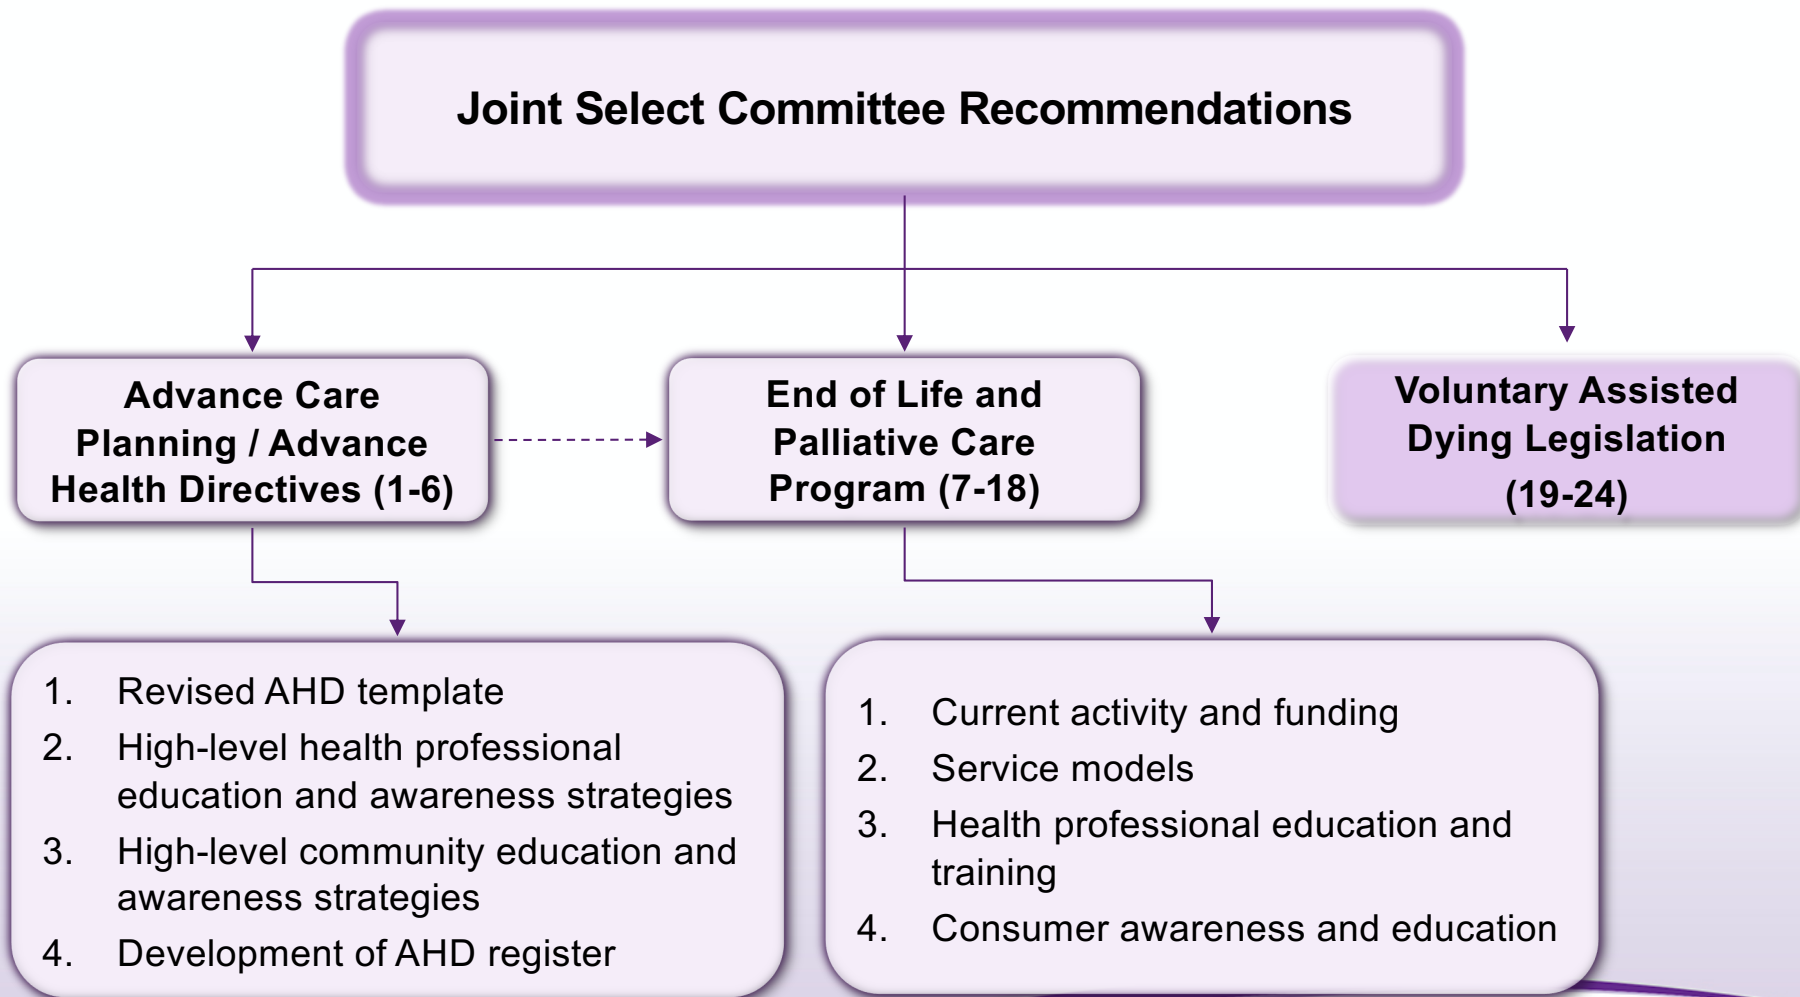 Joint Select Committee Recommendations
Advance Care
Planning / Advance
Health Directives (1-6)
End of Life and
Palliative Care
Program (7-18)
Voluntary Assisted
Dying Legislation
(19-24)
1. Revised AHD template
2. High-level health professional
education and awareness strategies
3. High-level community education and
awareness strategies
4. Development of AHD register
1. Current activity and funding
2. Service models
3. Health professional education and
training
4. Consumer awareness and education